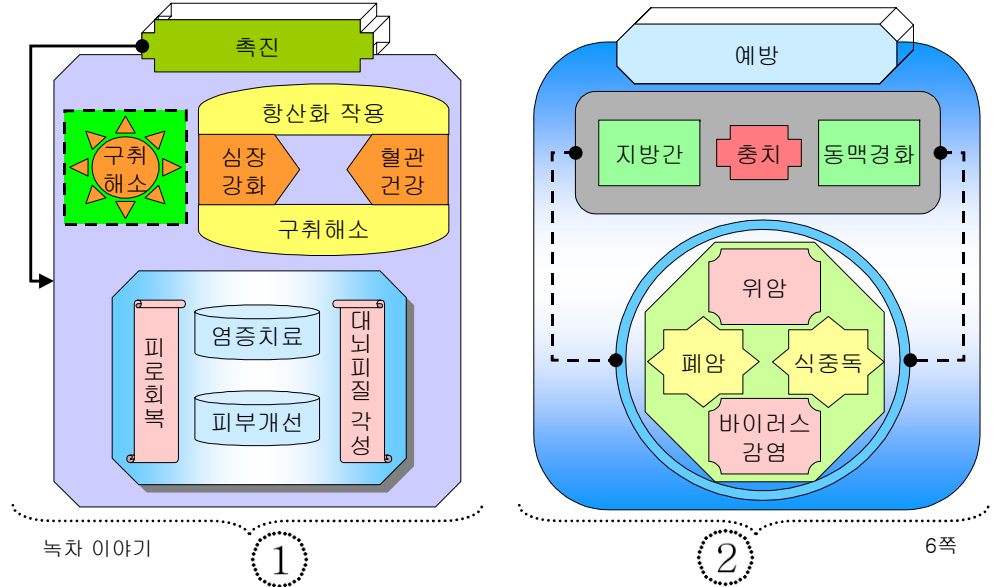 촉진
구취
해소
항산화 작용
심장
강화
혈관
건강
구취해소
피로회복
염증치료
피부개선
대뇌피질 각성
예방
지방간
충치
동맥경화
위암
폐암
식중독
바이러스
감염
녹차 이야기
1
2
6쪽